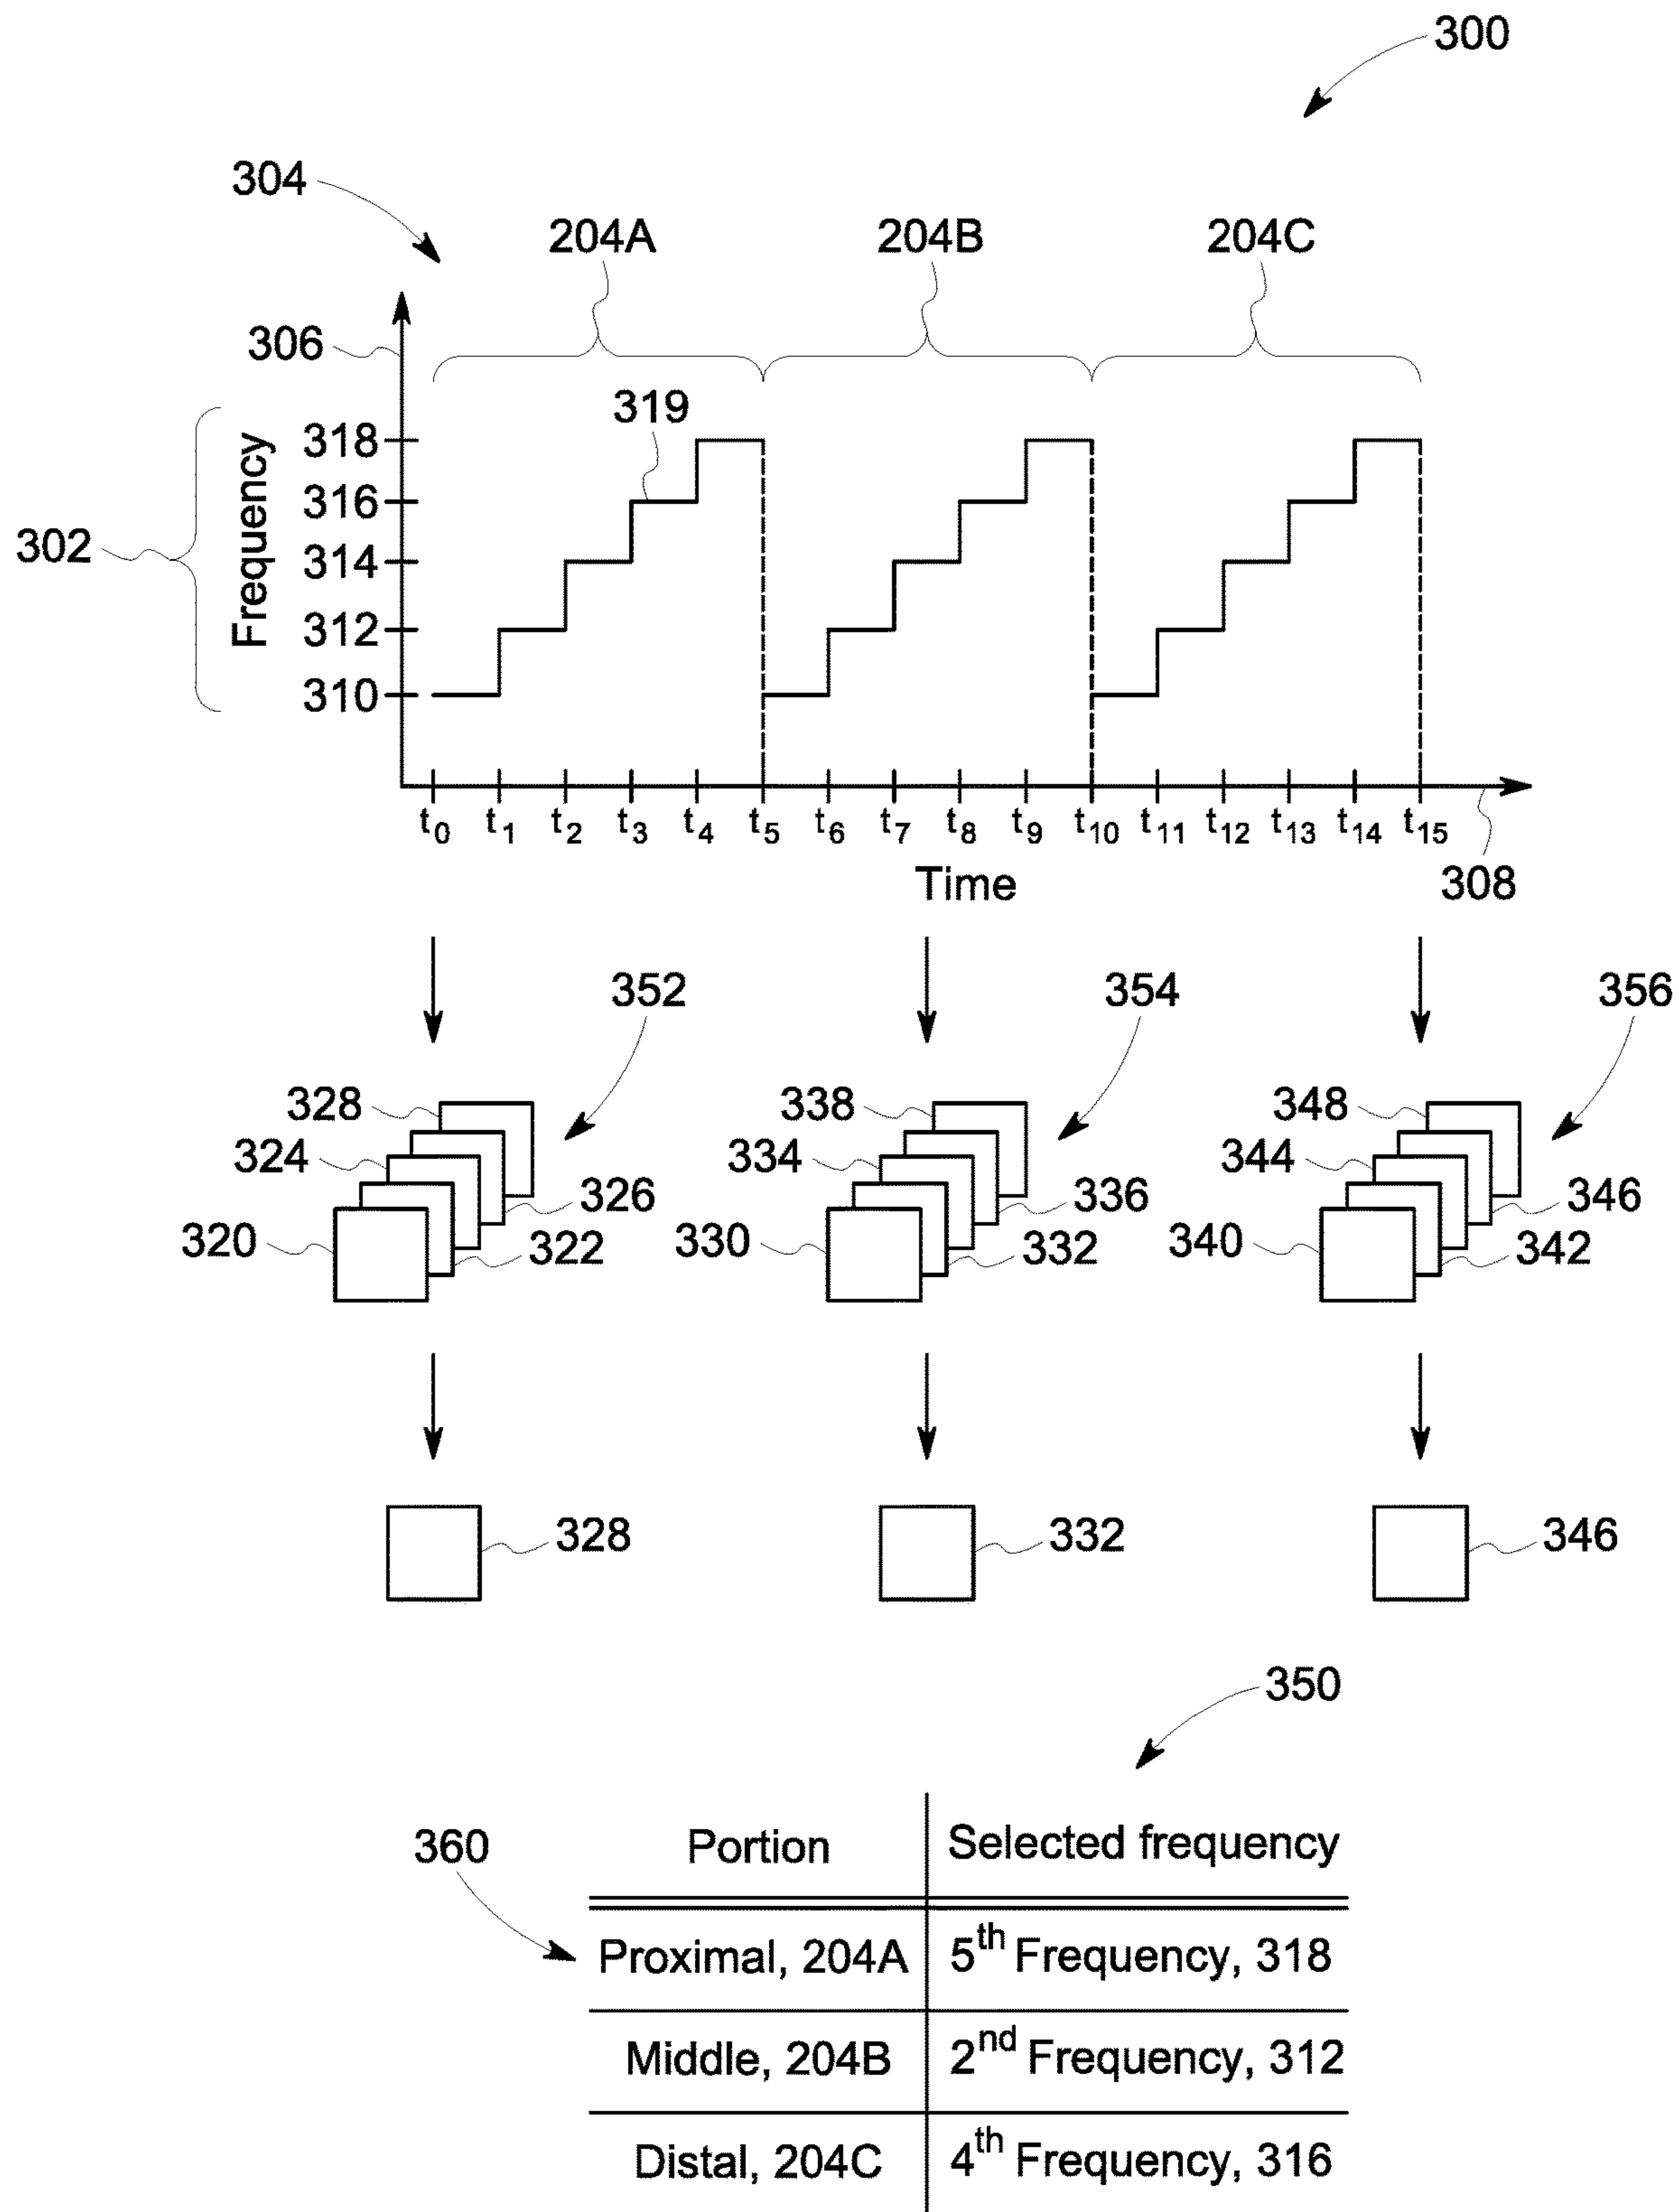 300
304
204A 204B 204C
306
319
302
Frequency
318
316
314
312
310
t0 t1 t2 t3 t4 t5 t6 t7 t8 t9 t10 t11 t12 t13 t14 t15
Time
308
352 354 356
328 338 348
324 334 344
326 336 346
320 322 330 332 340 342
328 332 346
350
360
Portion Selected frequency
Proximal, 204A 5th Frequency, 318
Middle, 204B 2nd Frequency, 312
Distal, 204C 4th Frequency, 316